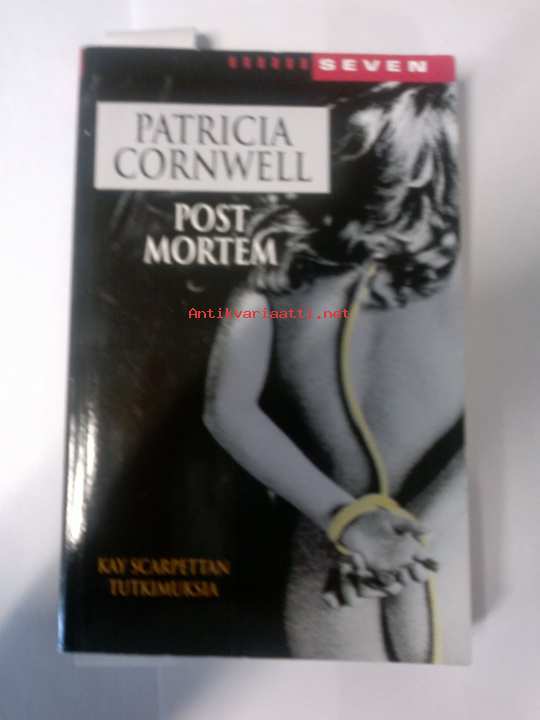 SEVEN
PATRICIA
CORNWELL
POST
MORTEM
Antikvariaatti.net
KAY SCARPETTAN
TUTKIMUKSIA